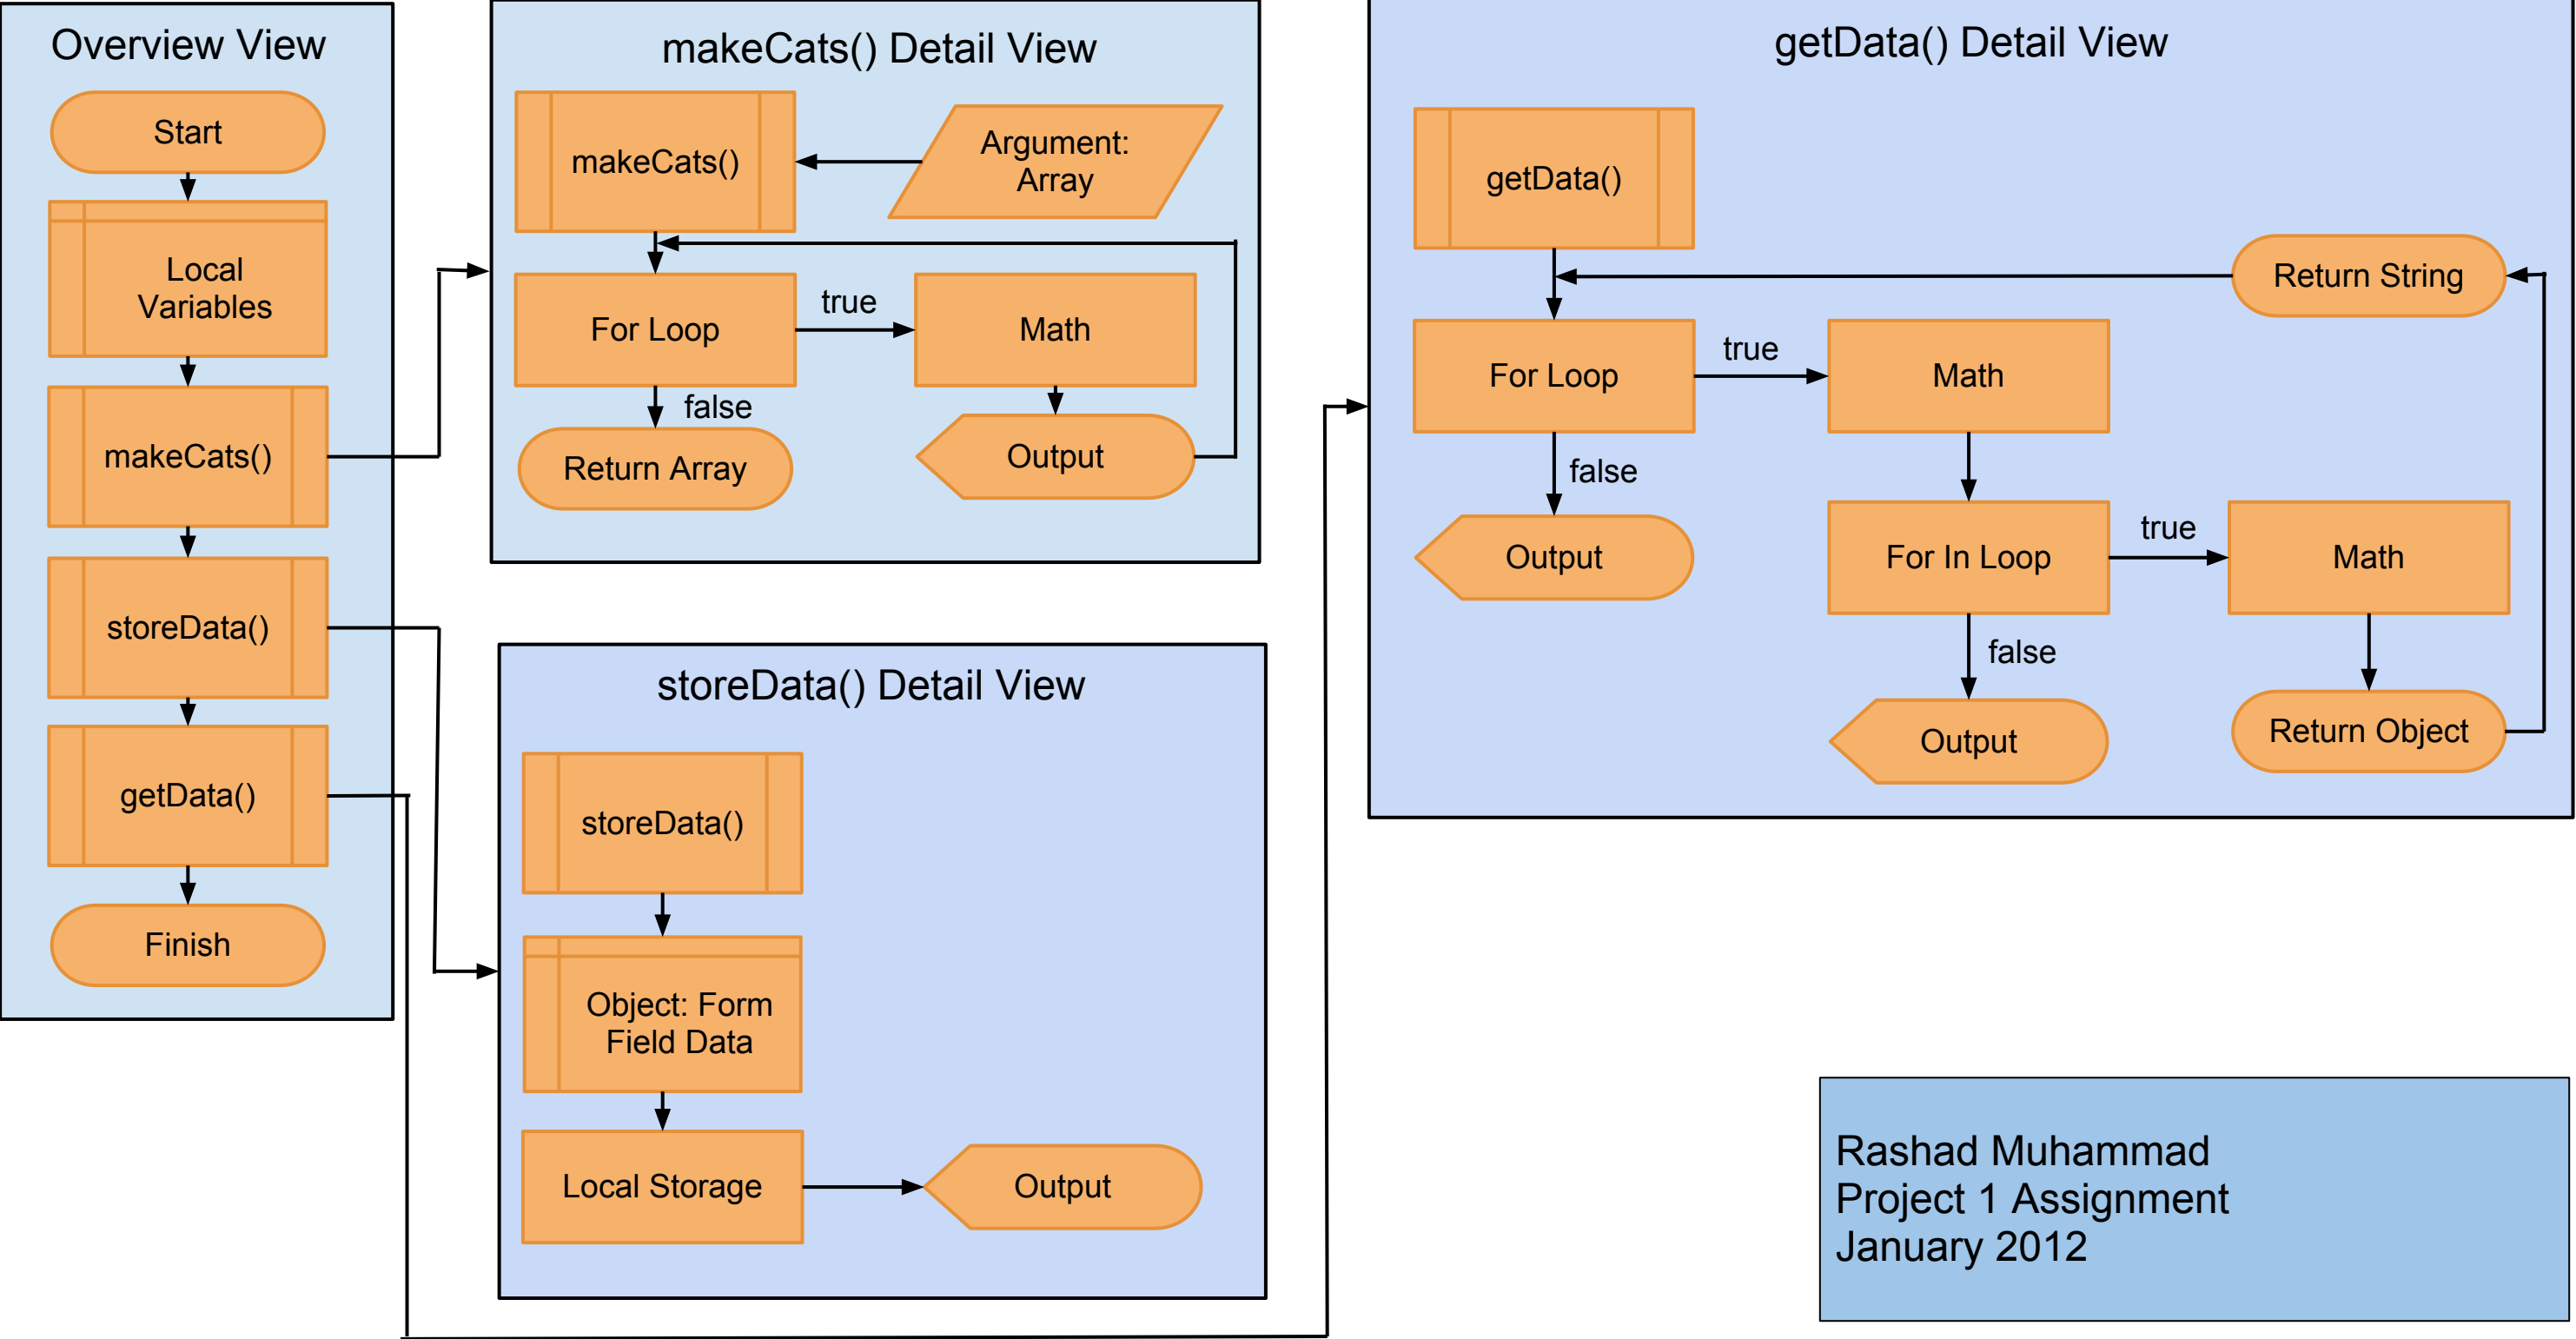 Overview View
Start
Local
Variables
makeCats()
storeData()
getData()
Finish
makeCats() Detail View
makeCats()
Argument:
Array
For Loop
true
Math
false
Return Array
Output
storeData() Detail View
storeData()
Object: Form
Field Data
Local Storage
Output
getData() Detail View
getData()
Return String
For Loop
true
Math
false
Output
For In Loop
true
Math
false
Output
Return Object
Rashad Muhammad
Project 1 Assignment
January 2012